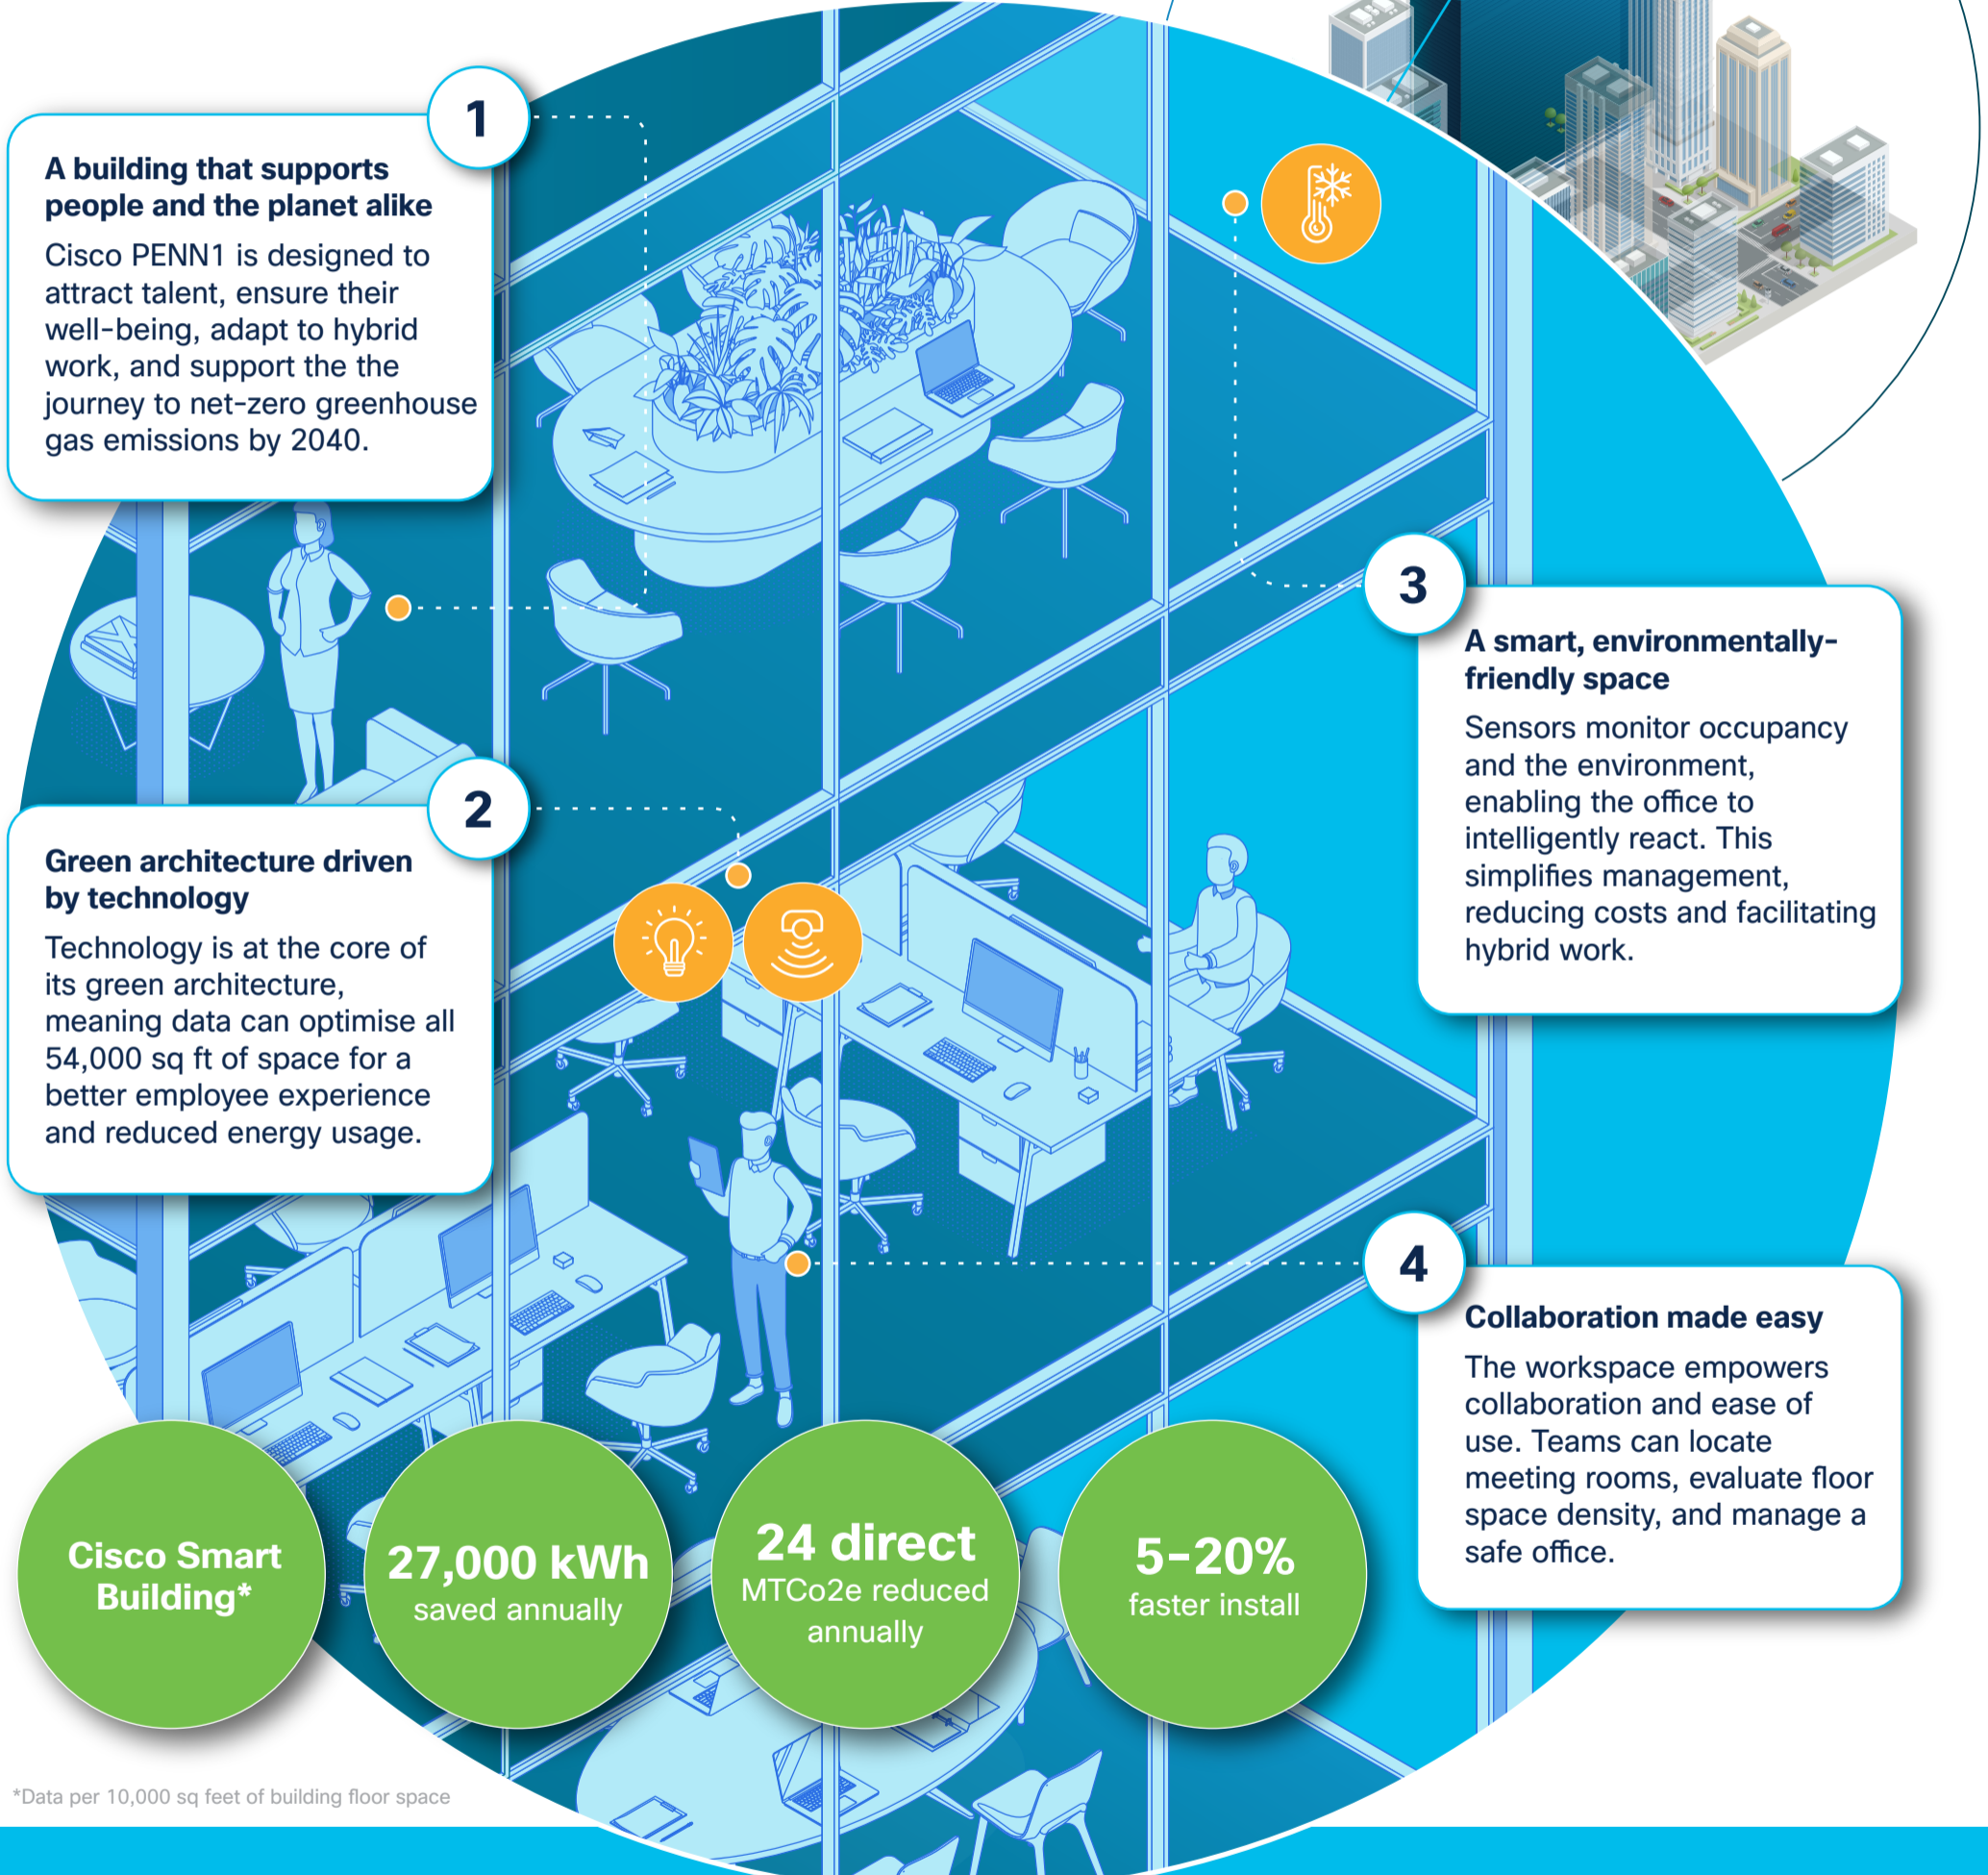 1
A building that supports
people and the planet alike
Cisco PENN1 is designed to
attract talent, ensure their
well-being, adapt to hybrid
work, and support the the
journey to net-zero greenhouse
gas emissions by 2040.
2
Green architecture driven
by technology
Technology is at the core of
its green architecture,
meaning data can optimise all
54,000 sq ft of space for a
better employee experience
and reduced energy usage.
3
A smart, environmentally-
friendly space
Sensors monitor occupancy
and the environment,
enabling the office to
intelligently react. This
simplifies management,
reducing costs and facilitating
hybrid work.
4
Collaboration made easy
The workspace empowers
collaboration and ease of
use. Teams can locate
meeting rooms, evaluate floor
space density, and manage a
safe office.
Cisco Smart
Building*
27,000 kWh
saved annually
24 direct
MTCo2e reduced
annually
5-20%
faster install
*Data per 10,000 sq feet of building floor space